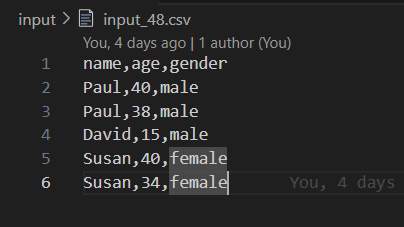 input > input_48.csv
You, 4 days ago | 1 author (You)
1 name,age,gender
2 Paul,40,male
3 Paul,38,male
4 David,15,male
5 Susan,40,female
6 Susan,34,female You, 4 days